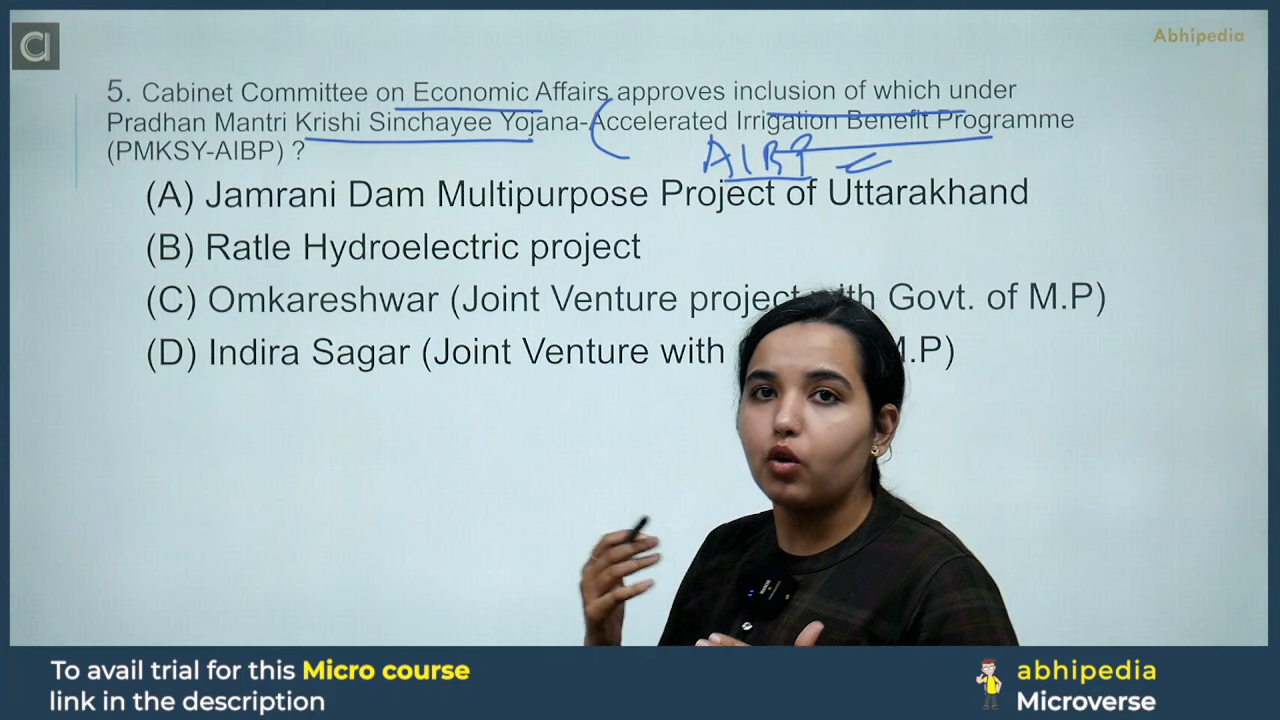 Abhipedia
5. Cabinet Committee on Economic Affairs approves inclusion of which under
Pradhan Mantri Krishi Sinchayee Yojana-Accelerated Irrigation Benefit Programme
(PMKSY-AIBP) ?
AIBP
(A) Jamrani Dam Multipurpose Project of Uttarakhand
(B) Ratle Hydroelectric project
(C) Omkareshwar (Joint Venture project with Govt. of M.P)
(D) Indira Sagar (Joint Venture with M.P)
To avail trial for this Micro course
link in the description
abhipedia
Microverse